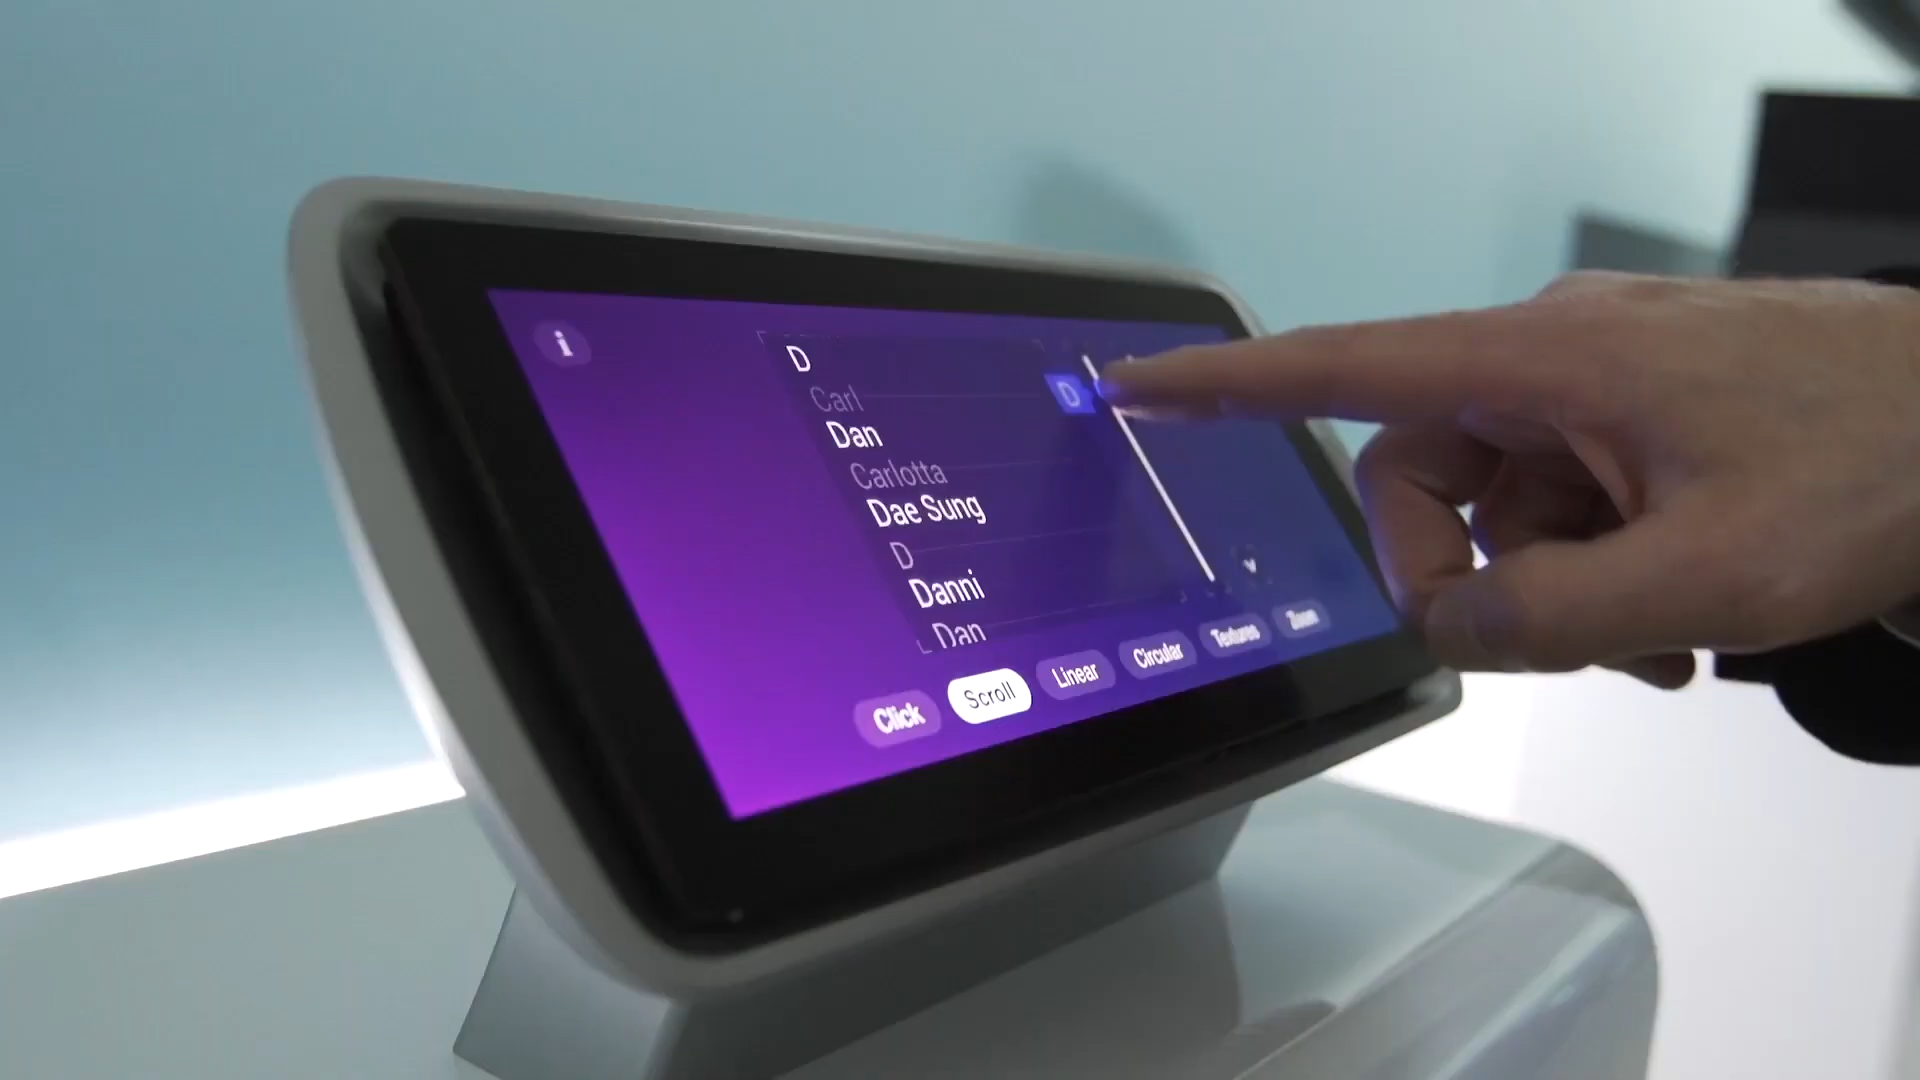 i
D
Carl
D
Dan
Carlotta
Dae Sung
D
Danni
Dan
Click
Scroll
Linear
Circular
Textures
Zoom